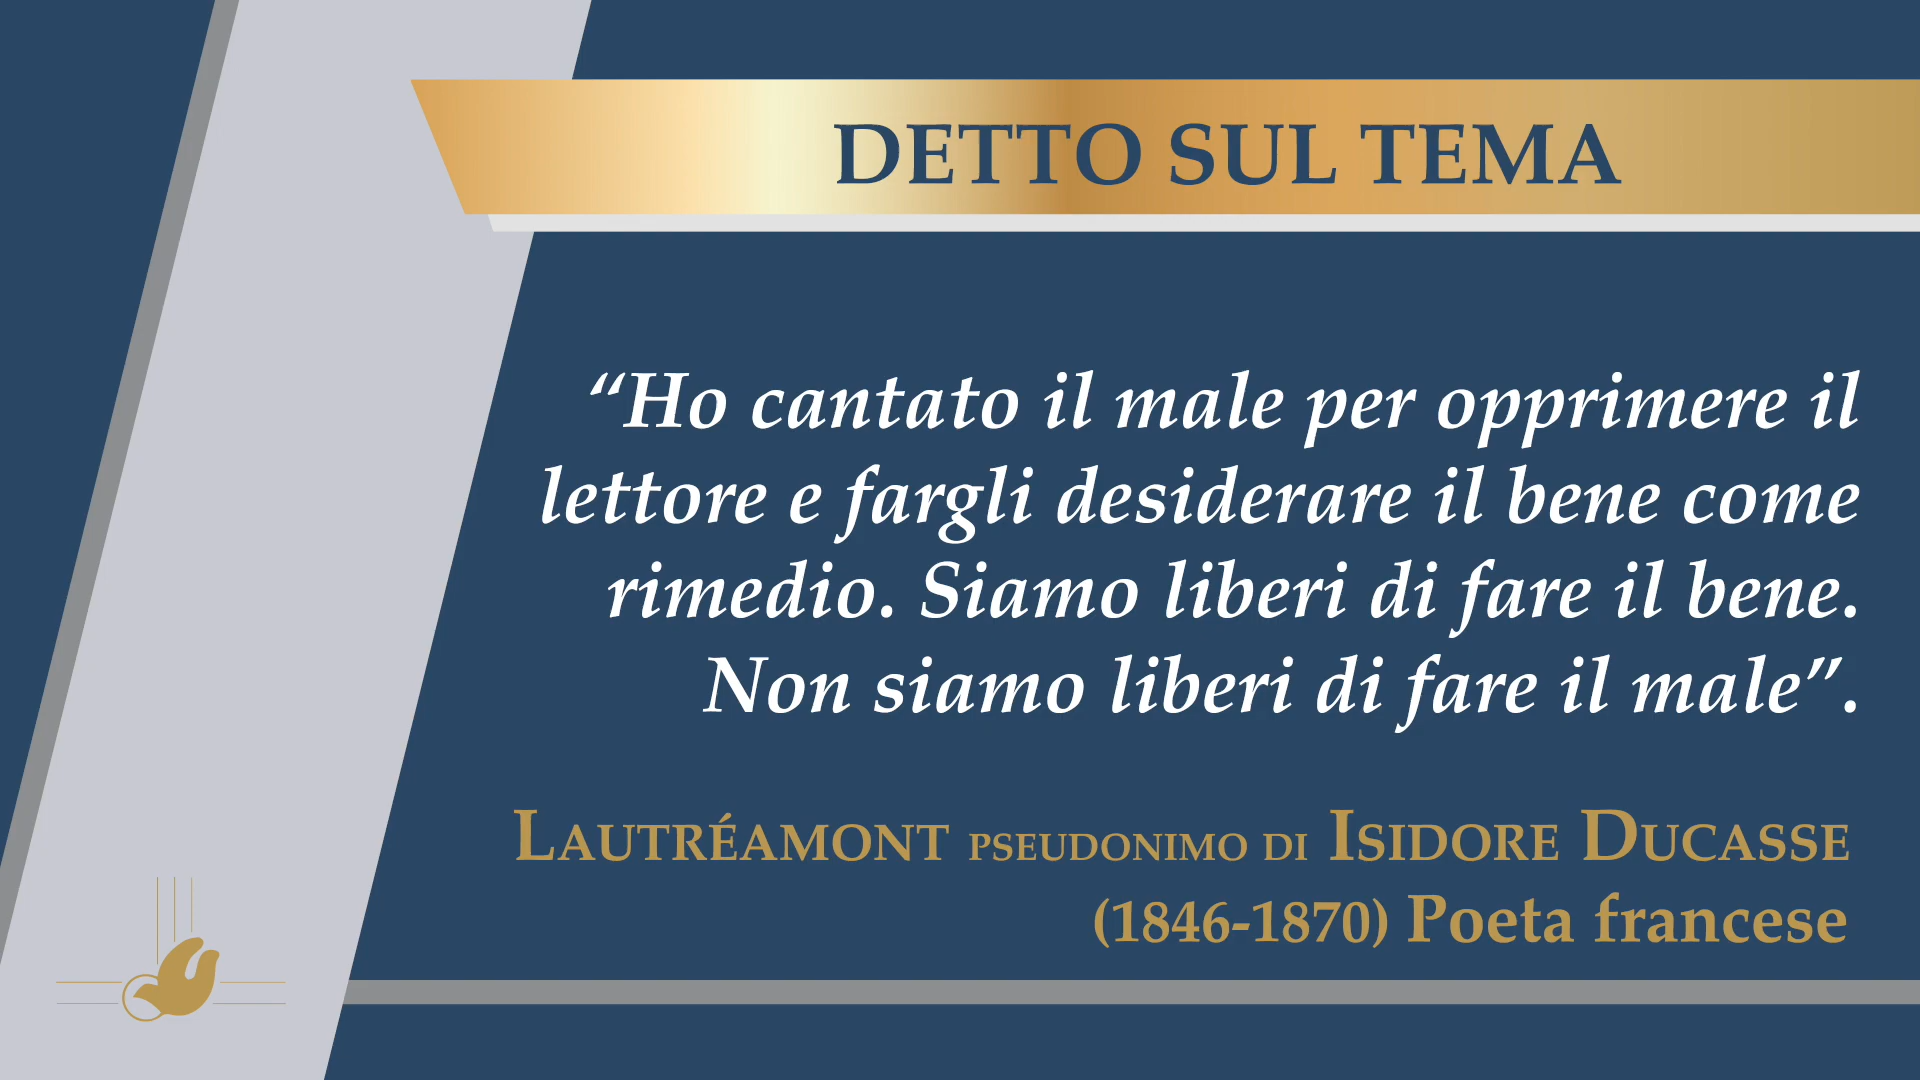 DETTO SUL TEMA
“Ho cantato il male per opprimere il
lettore e fargli desiderare il bene come
rimedio. Siamo liberi di fare il bene.
Non siamo liberi di fare il male”.
Lautréamont pseudonimo di Isidore Ducasse
(1846-1870) Poeta francese